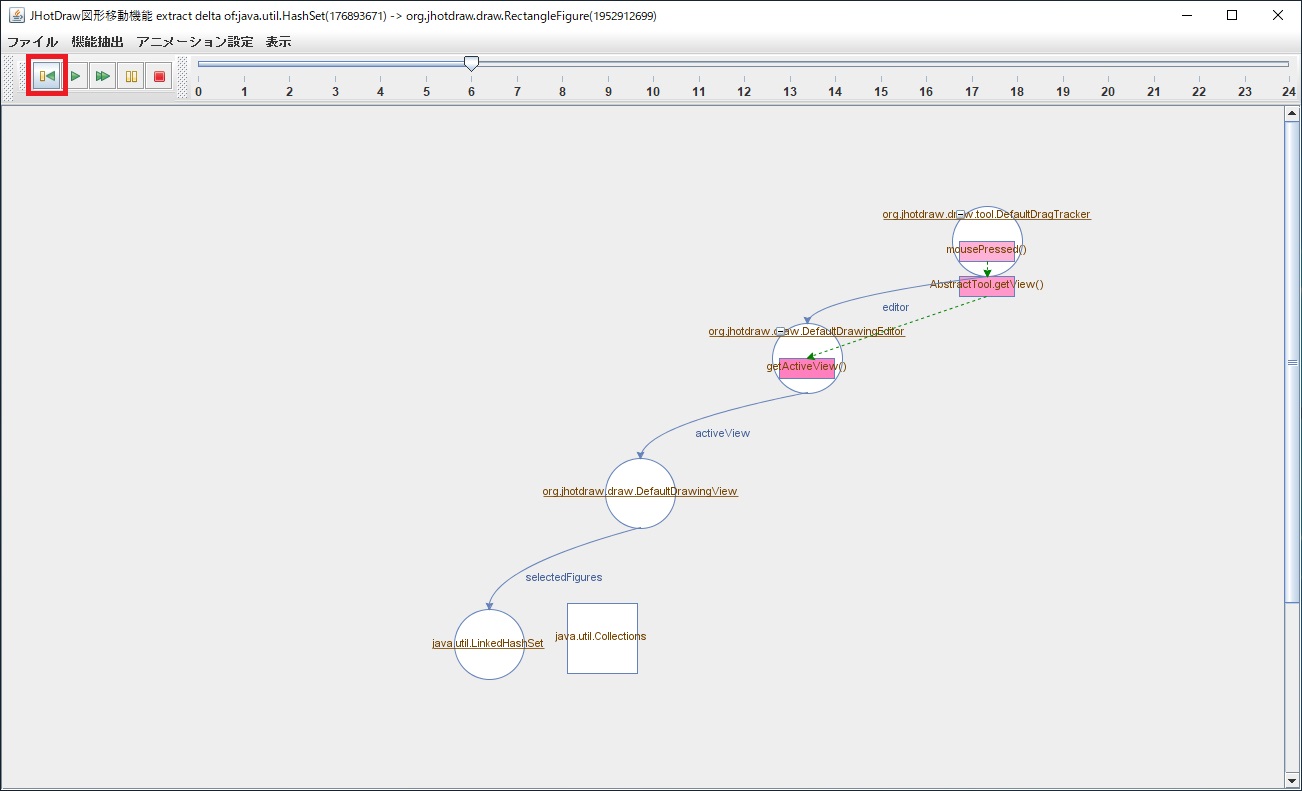 JHotDraw図形移動機能 extract delta of:java.util.HashSet(176893671) -> org.jhotdraw.draw.RectangleFigure(1952912699)
ファイル 機能抽出 アニメーション設定 表示
0 1 2 3 4 5 6 7 8 9 10 11 12 13 14 15 16 17 18 19 20 21 22 23 24
org.jhotdraw.draw.tool.DefaultDragTracker
mousePressed()
AbstractTool.getView()
editor
org.jhotdraw.draw.DefaultDrawingEditor
getActiveView()
activeView
org.jhotdraw.draw.DefaultDrawingView
selectedFigures
java.util.LinkedHashSet
java.util.Collections